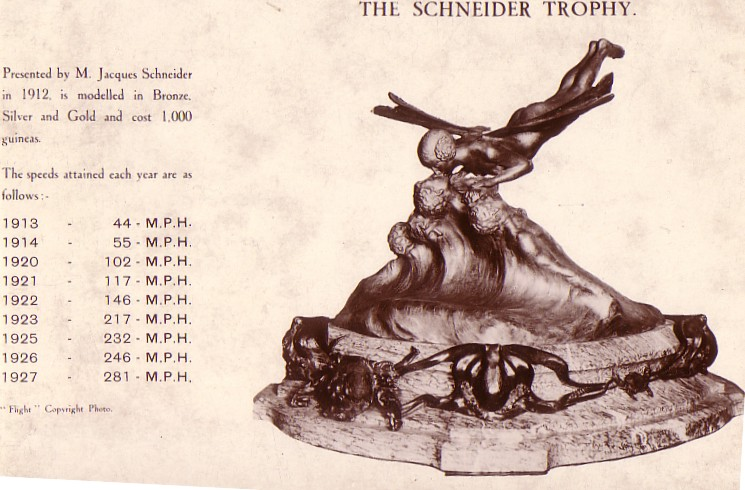 THE SCHNEIDER TROPHY.
Presented by M. Jacques Schneider
in 1912, is modelled in Bronze,
Silver and Gold and cost 1,000
guineas.
The speeds attained each year are as
follows:-
1913 - 44 - M.P.H.
1914 - 55 - M.P.H.
1920 - 102 - M.P.H.
1921 - 117 - M.P.H.
1922 - 146 - M.P.H.
1923 - 217 - M.P.H.
1925 - 232 - M.P.H.
1926 - 246 - M.P.H.
1927 - 281 - M.P.H.
"Flight" Copyright Photo.